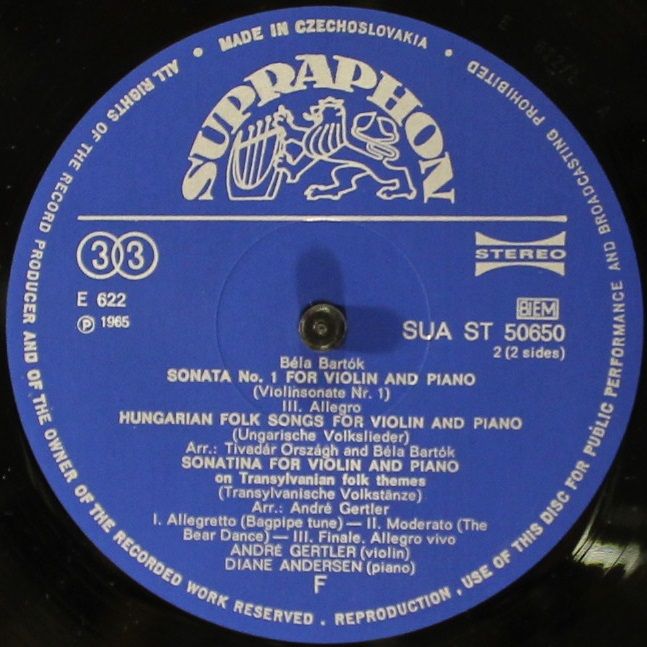 MADE IN CZECHOSLOVAKIA
SUPRAPHON
33
STEREO
E 622
℗ 1965
BIEM
SUA ST 50650
2 (2 sides)
Béla Bartók
SONATA No. 1 FOR VIOLIN AND PIANO
(Violinsonate Nr. 1)
III. Allegro
HUNGARIAN FOLK SONGS FOR VIOLIN AND PIANO
(Ungarische Volkslieder)
Arr.: Tivadár Országh and Béla Bartók
SONATINA FOR VIOLIN AND PIANO
on Transylvanian folk themes
(Transylvanische Volkstänze)
Arr.: André Gertler
I. Allegretto (Bagpipe tune) — II. Moderato (The
Bear Dance) — III. Finale. Allegro vivo
ANDRÉ GERTLER (violin)
DIANE ANDERSEN (piano)
F
ALL RIGHTS OF THE RECORD PRODUCER AND OF THE OWNER OF THE RECORDED WORK RESERVED . REPRODUCTION, USE OF THIS DISC FOR PUBLIC PERFORMANCE AND BROADCASTING PROHIBITED